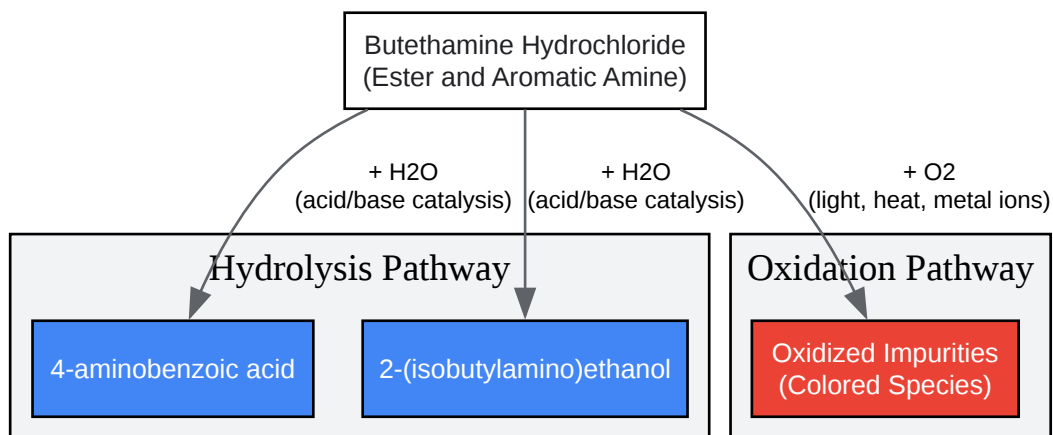 Butethamine Hydrochloride
(Ester and Aromatic Amine)
+ H2O
(acid/base catalysis)
+ H2O
(acid/base catalysis)
+ O2
(light, heat, metal ions)
Hydrolysis Pathway
Oxidation Pathway
4-aminobenzoic acid
2-(isobutylamino)ethanol
Oxidized Impurities
(Colored Species)